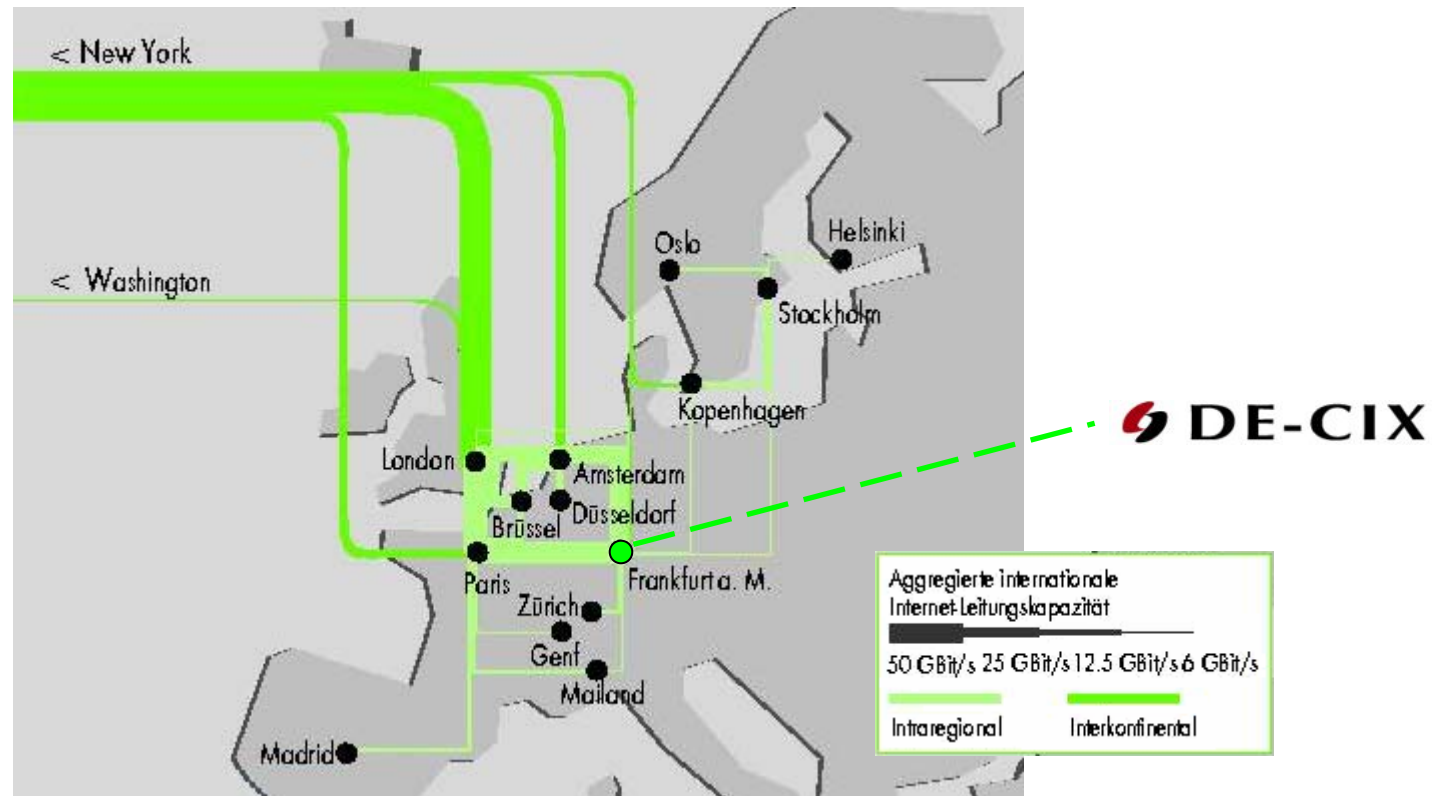 < New York
< Washington
Oslo
Helsinki
Stockholm
Kopenhagen
DE-CIX
London
Amsterdam
Düsseldorf
Brüssel
Paris
Frankfurt a. M.
Zürich
Genf
Mailand
Madrid
Aggregierte internationale
Internet-Leitungskapazität
50 GBit/s 25 GBit/s 12.5 GBit/s 6 GBit/s
Intraregional Interkontinental